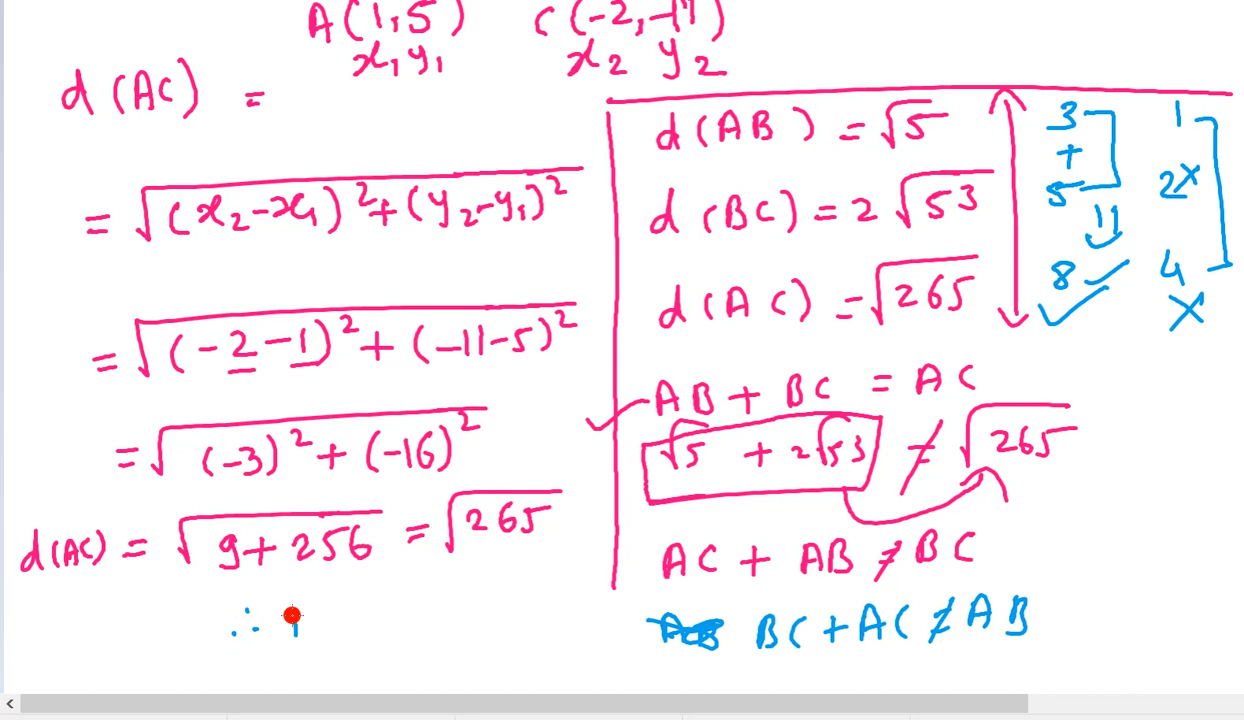 A(1,5) C(-2,-11)
x₁ y₁ x₂ y₂
d(AC) =
= √((x₂-x₁)²+(y₂-y₁)²)
= √((-2-1)²+(-11-5)²)
= √((-3)²+(-16)²)
d(AC) = √(9+256) = √265
∴
d(AB) = √5
d(BC) = 2√53
d(AC) = √265
AB + BC = AC
√5 + 2√53 ≠ √265
AC + AB ≠ BC
BC + AC ≠ AB
3 1
+
5 2 x
11
8 ✓ 4
✓ x